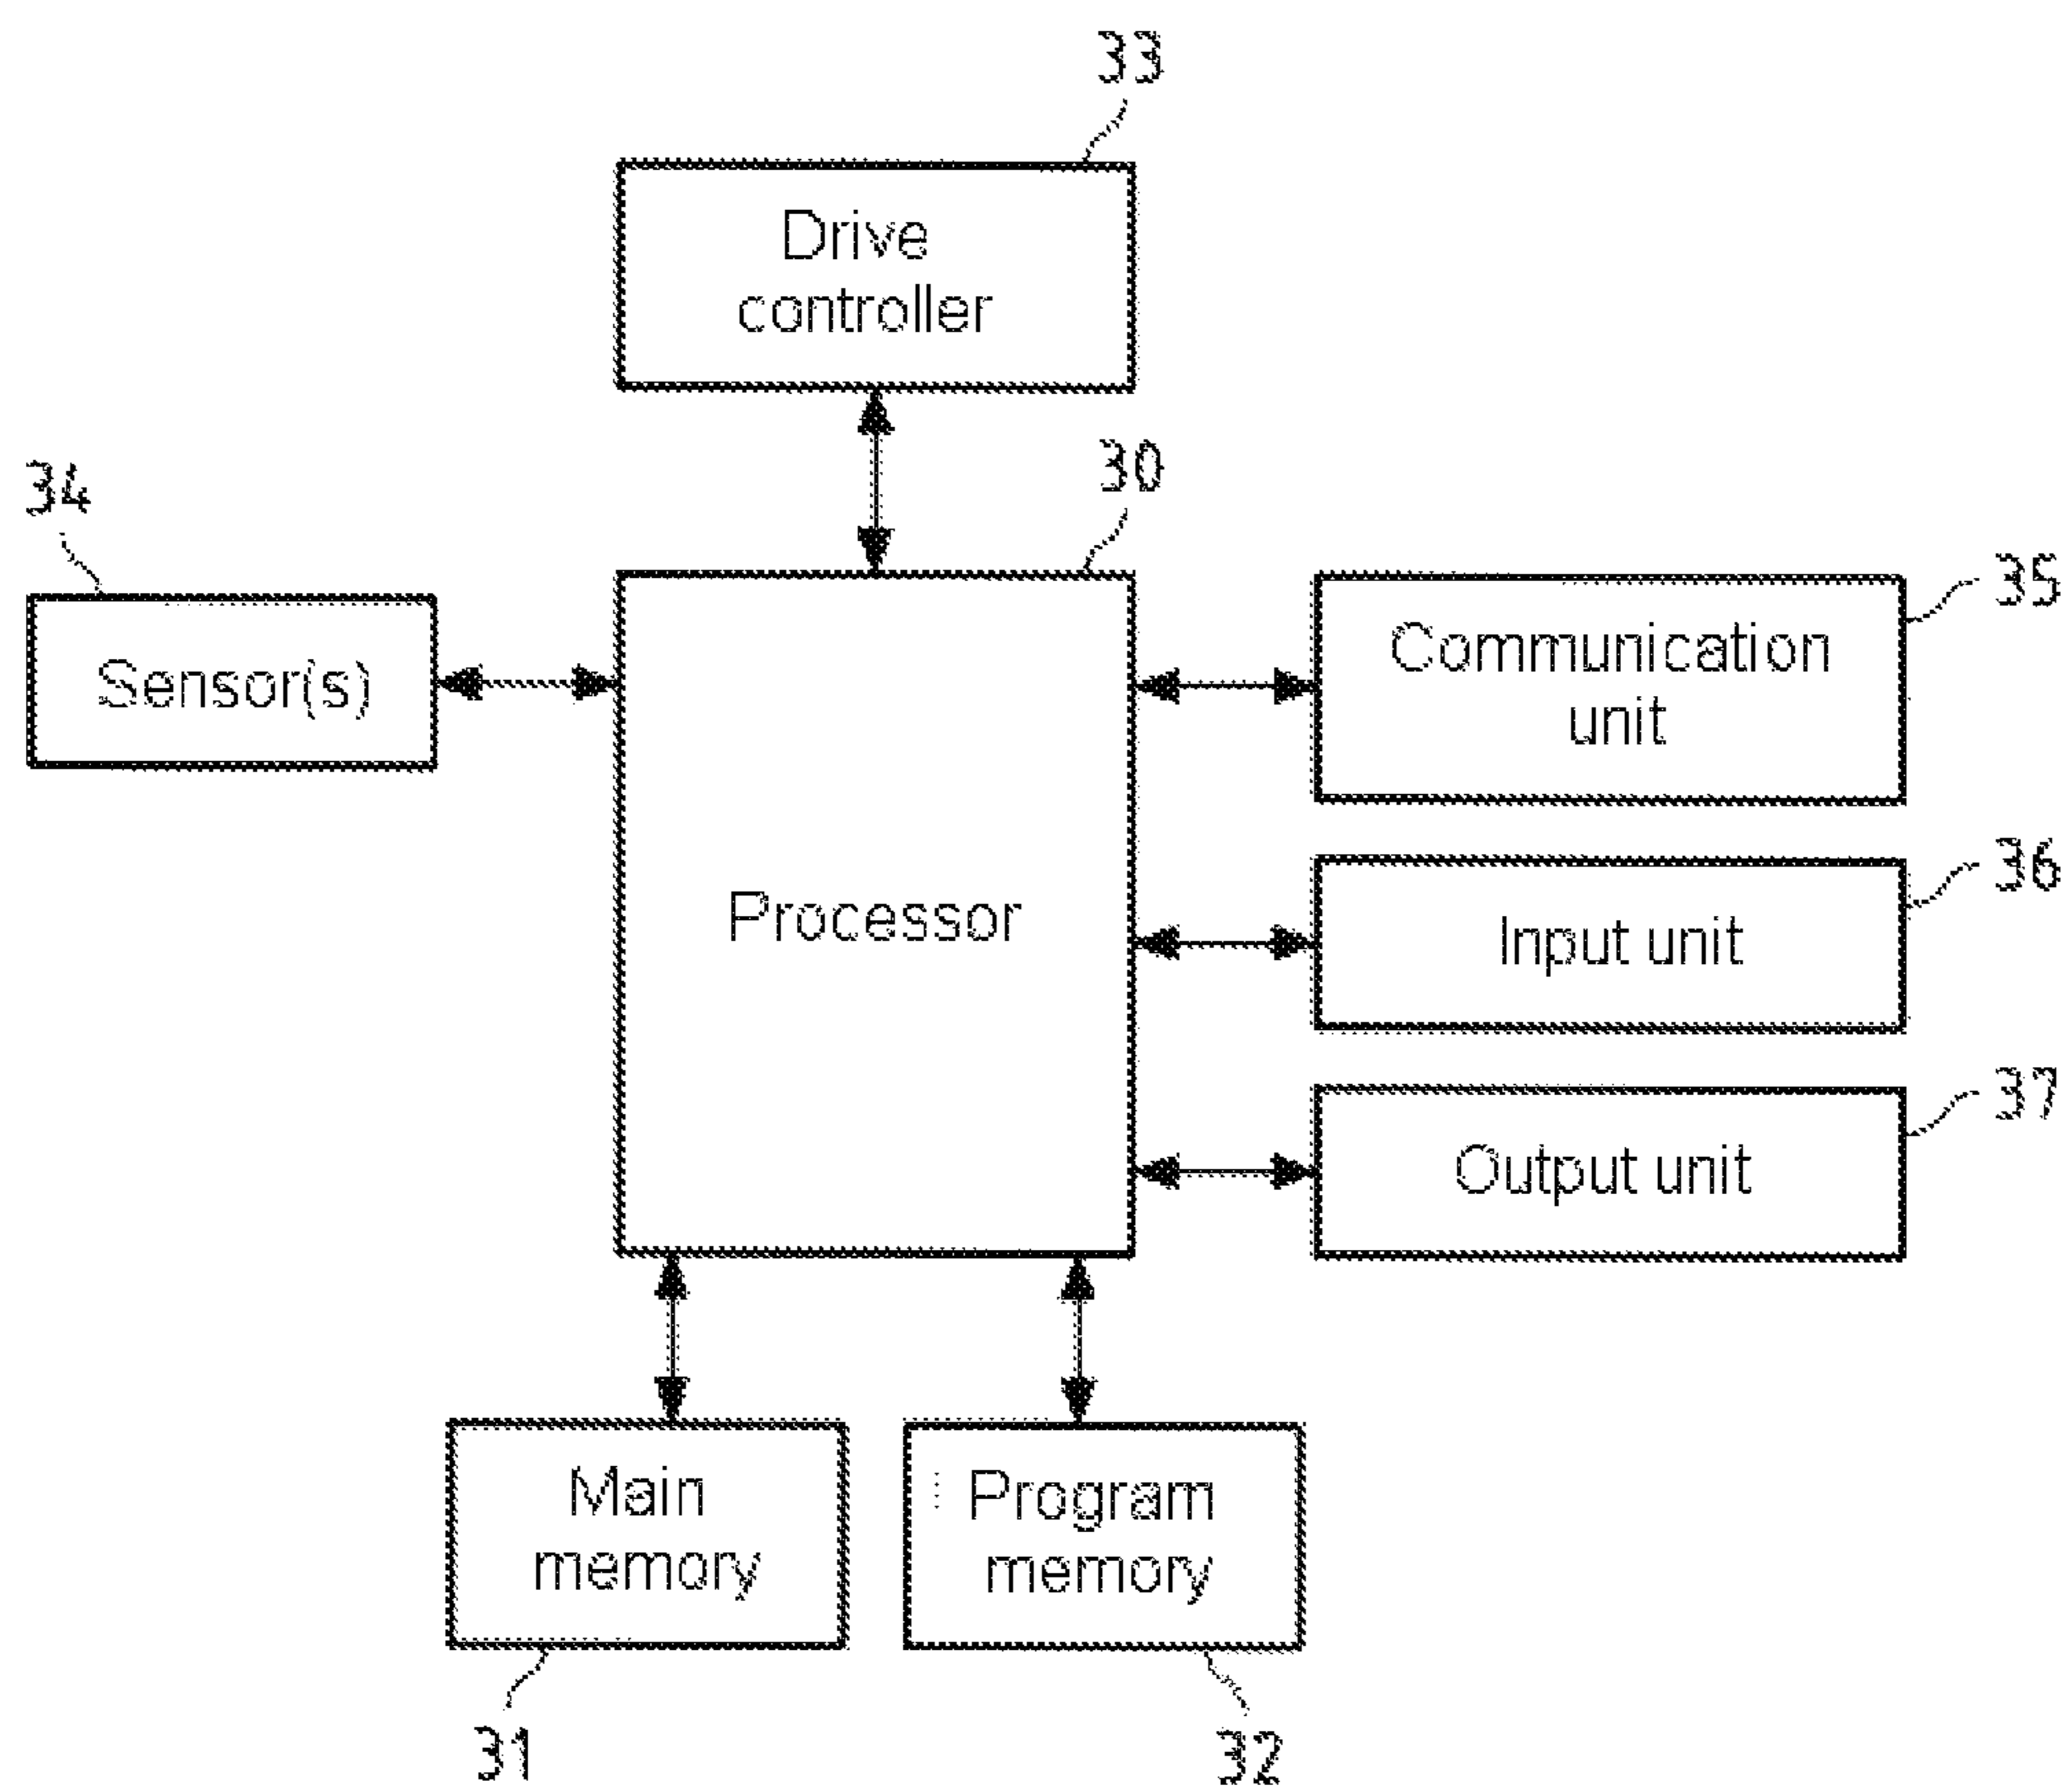 33
Drive
controller
30
34
35
Sensor(s)
Communication
unit
36
Processor
Input unit
37
Output unit
Main
memory
Program
memory
31
32